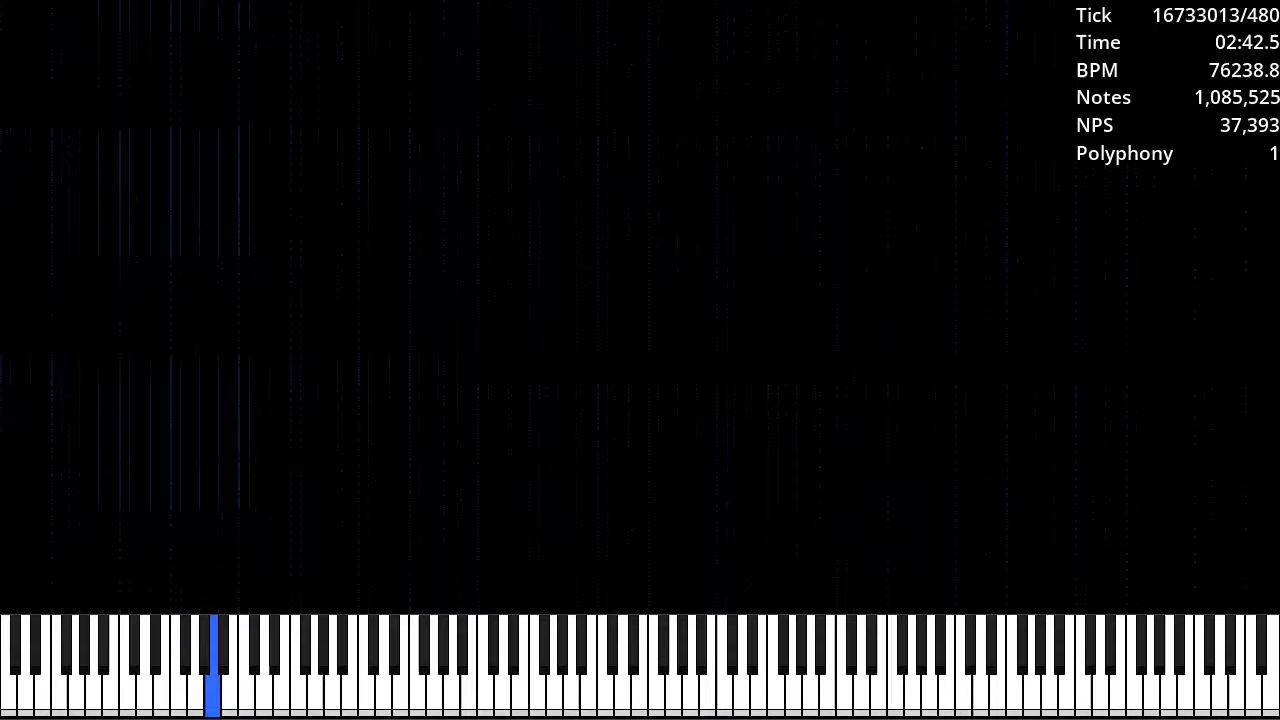 Tick 16733013/480
Time 02:42.5
BPM 76238.8
Notes 1,085,525
NPS 37,393
Polyphony 1